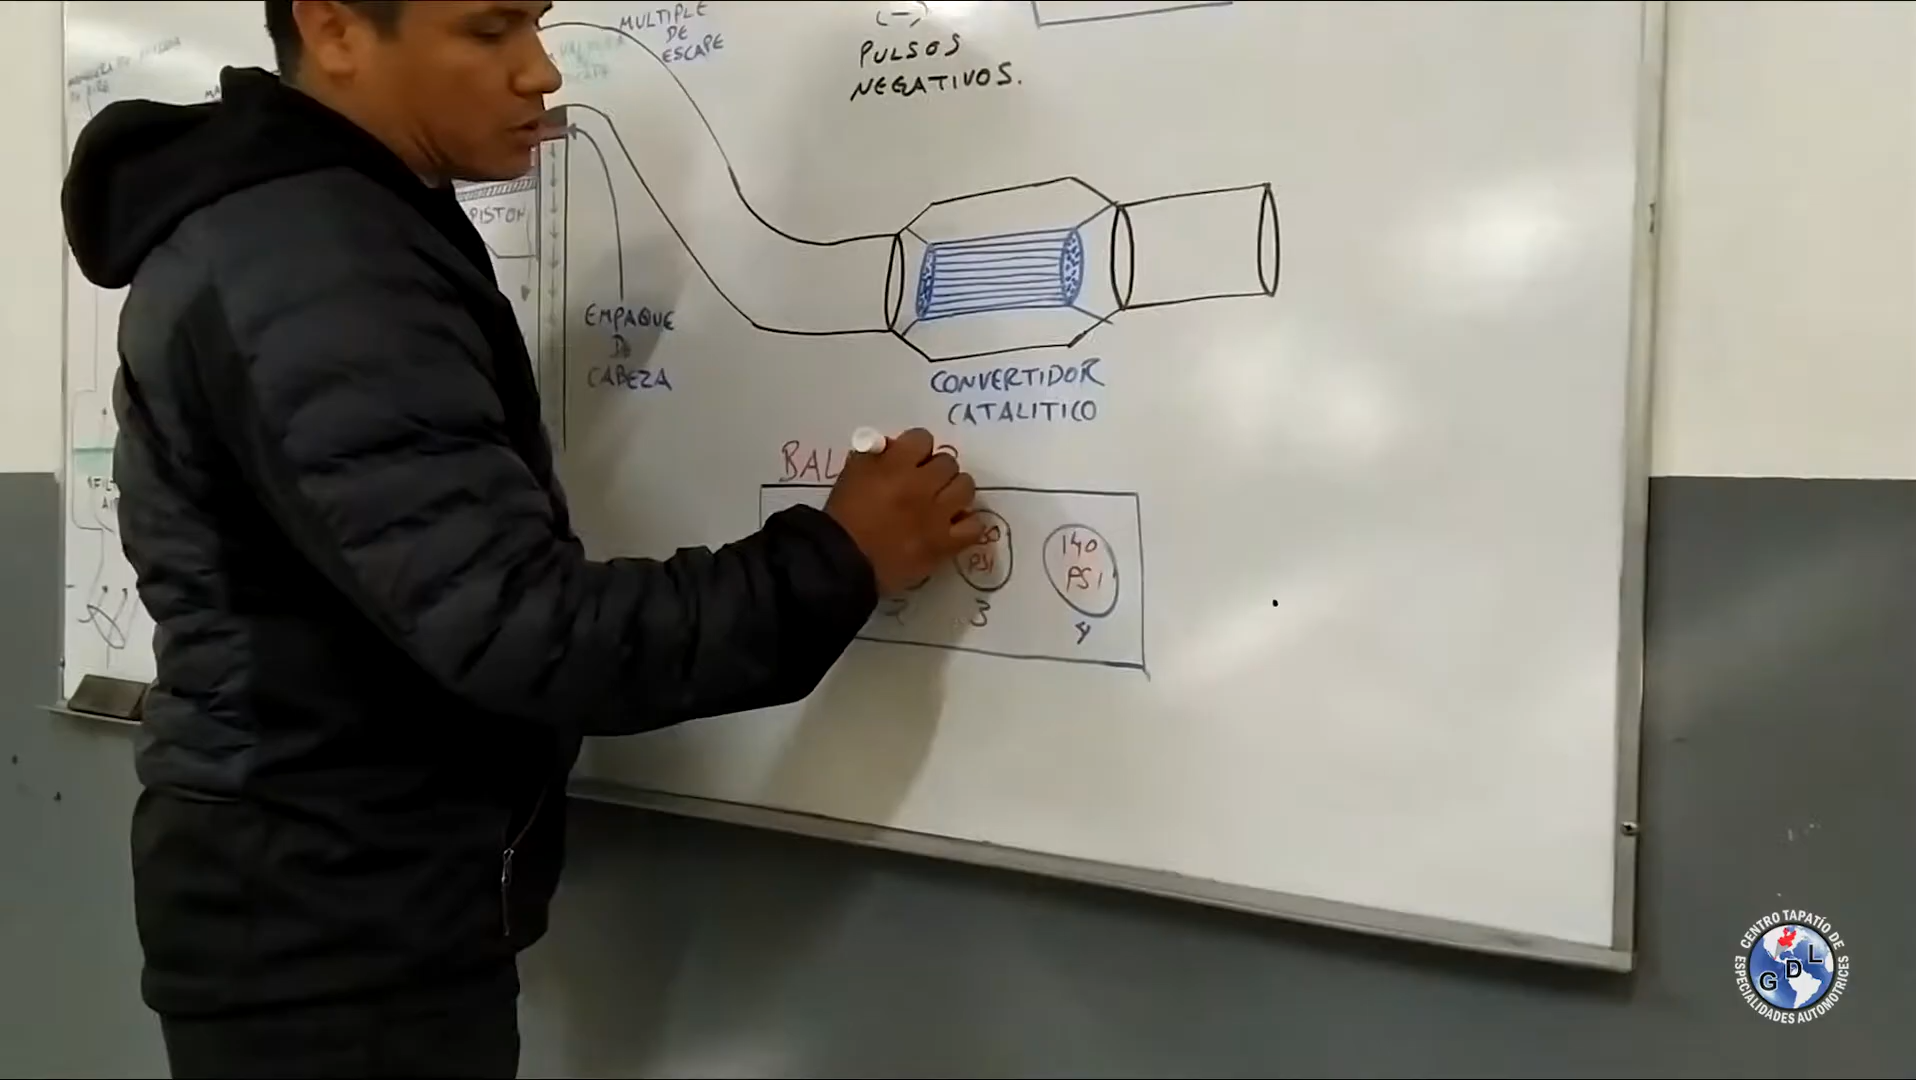 MULTIPLE
DE
ESCAPE
(-)
PULSOS
NEGATIVOS.
PISTON
EMPAQUE
DE
CABEZA
CONVERTIDOR
CATALITICO
PSI
3
140
PSI
4
2
CENTRO TAPATÍO DE
ESPECIALIDADES AUTOMOTRICES
GDL